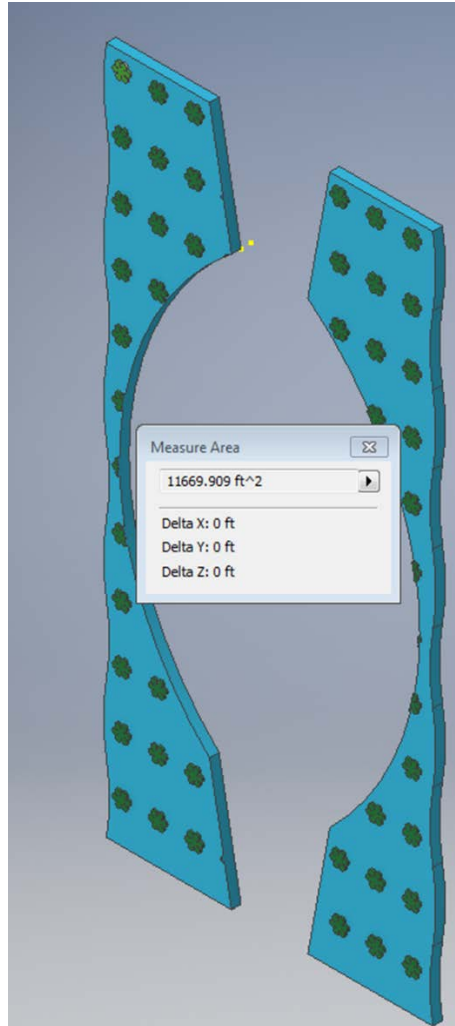 Measure Area
11669.909 ft^2
Delta X: 0 ft
Delta Y: 0 ft
Delta Z: 0 ft